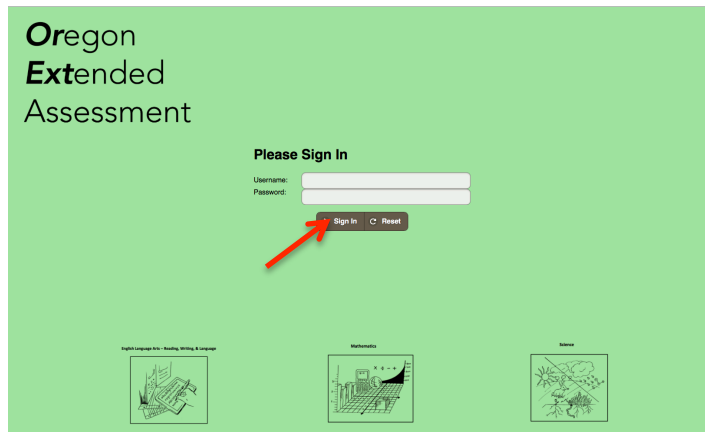 Oregon
Extended
Assessment
Please Sign In
Username:
Password:
Sign In Reset
English Language Arts – Reading, Writing, & Language
Mathematics
Science